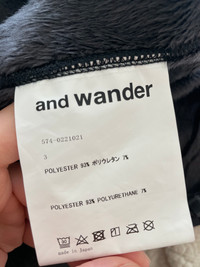 and wander
574-0221021
3
POLYESTER 93% ポリウレタン 7%
POLYESTER 93% POLYURETHANE 7%
made in Japan